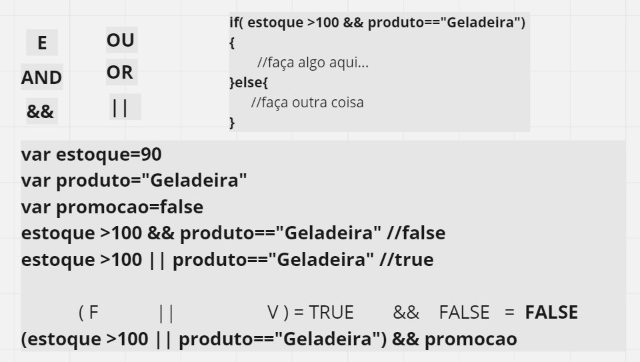 E
AND
&&
OU
OR
||
if( estoque >100 && produto=="Geladeira")
{
//faça algo aqui...
}else{
//faça outra coisa
}
var estoque=90
var produto="Geladeira"
var promocao=false
estoque >100 && produto=="Geladeira" //false
estoque >100 || produto=="Geladeira" //true
( F || V ) = TRUE && FALSE = FALSE
(estoque >100 || produto=="Geladeira") && promocao